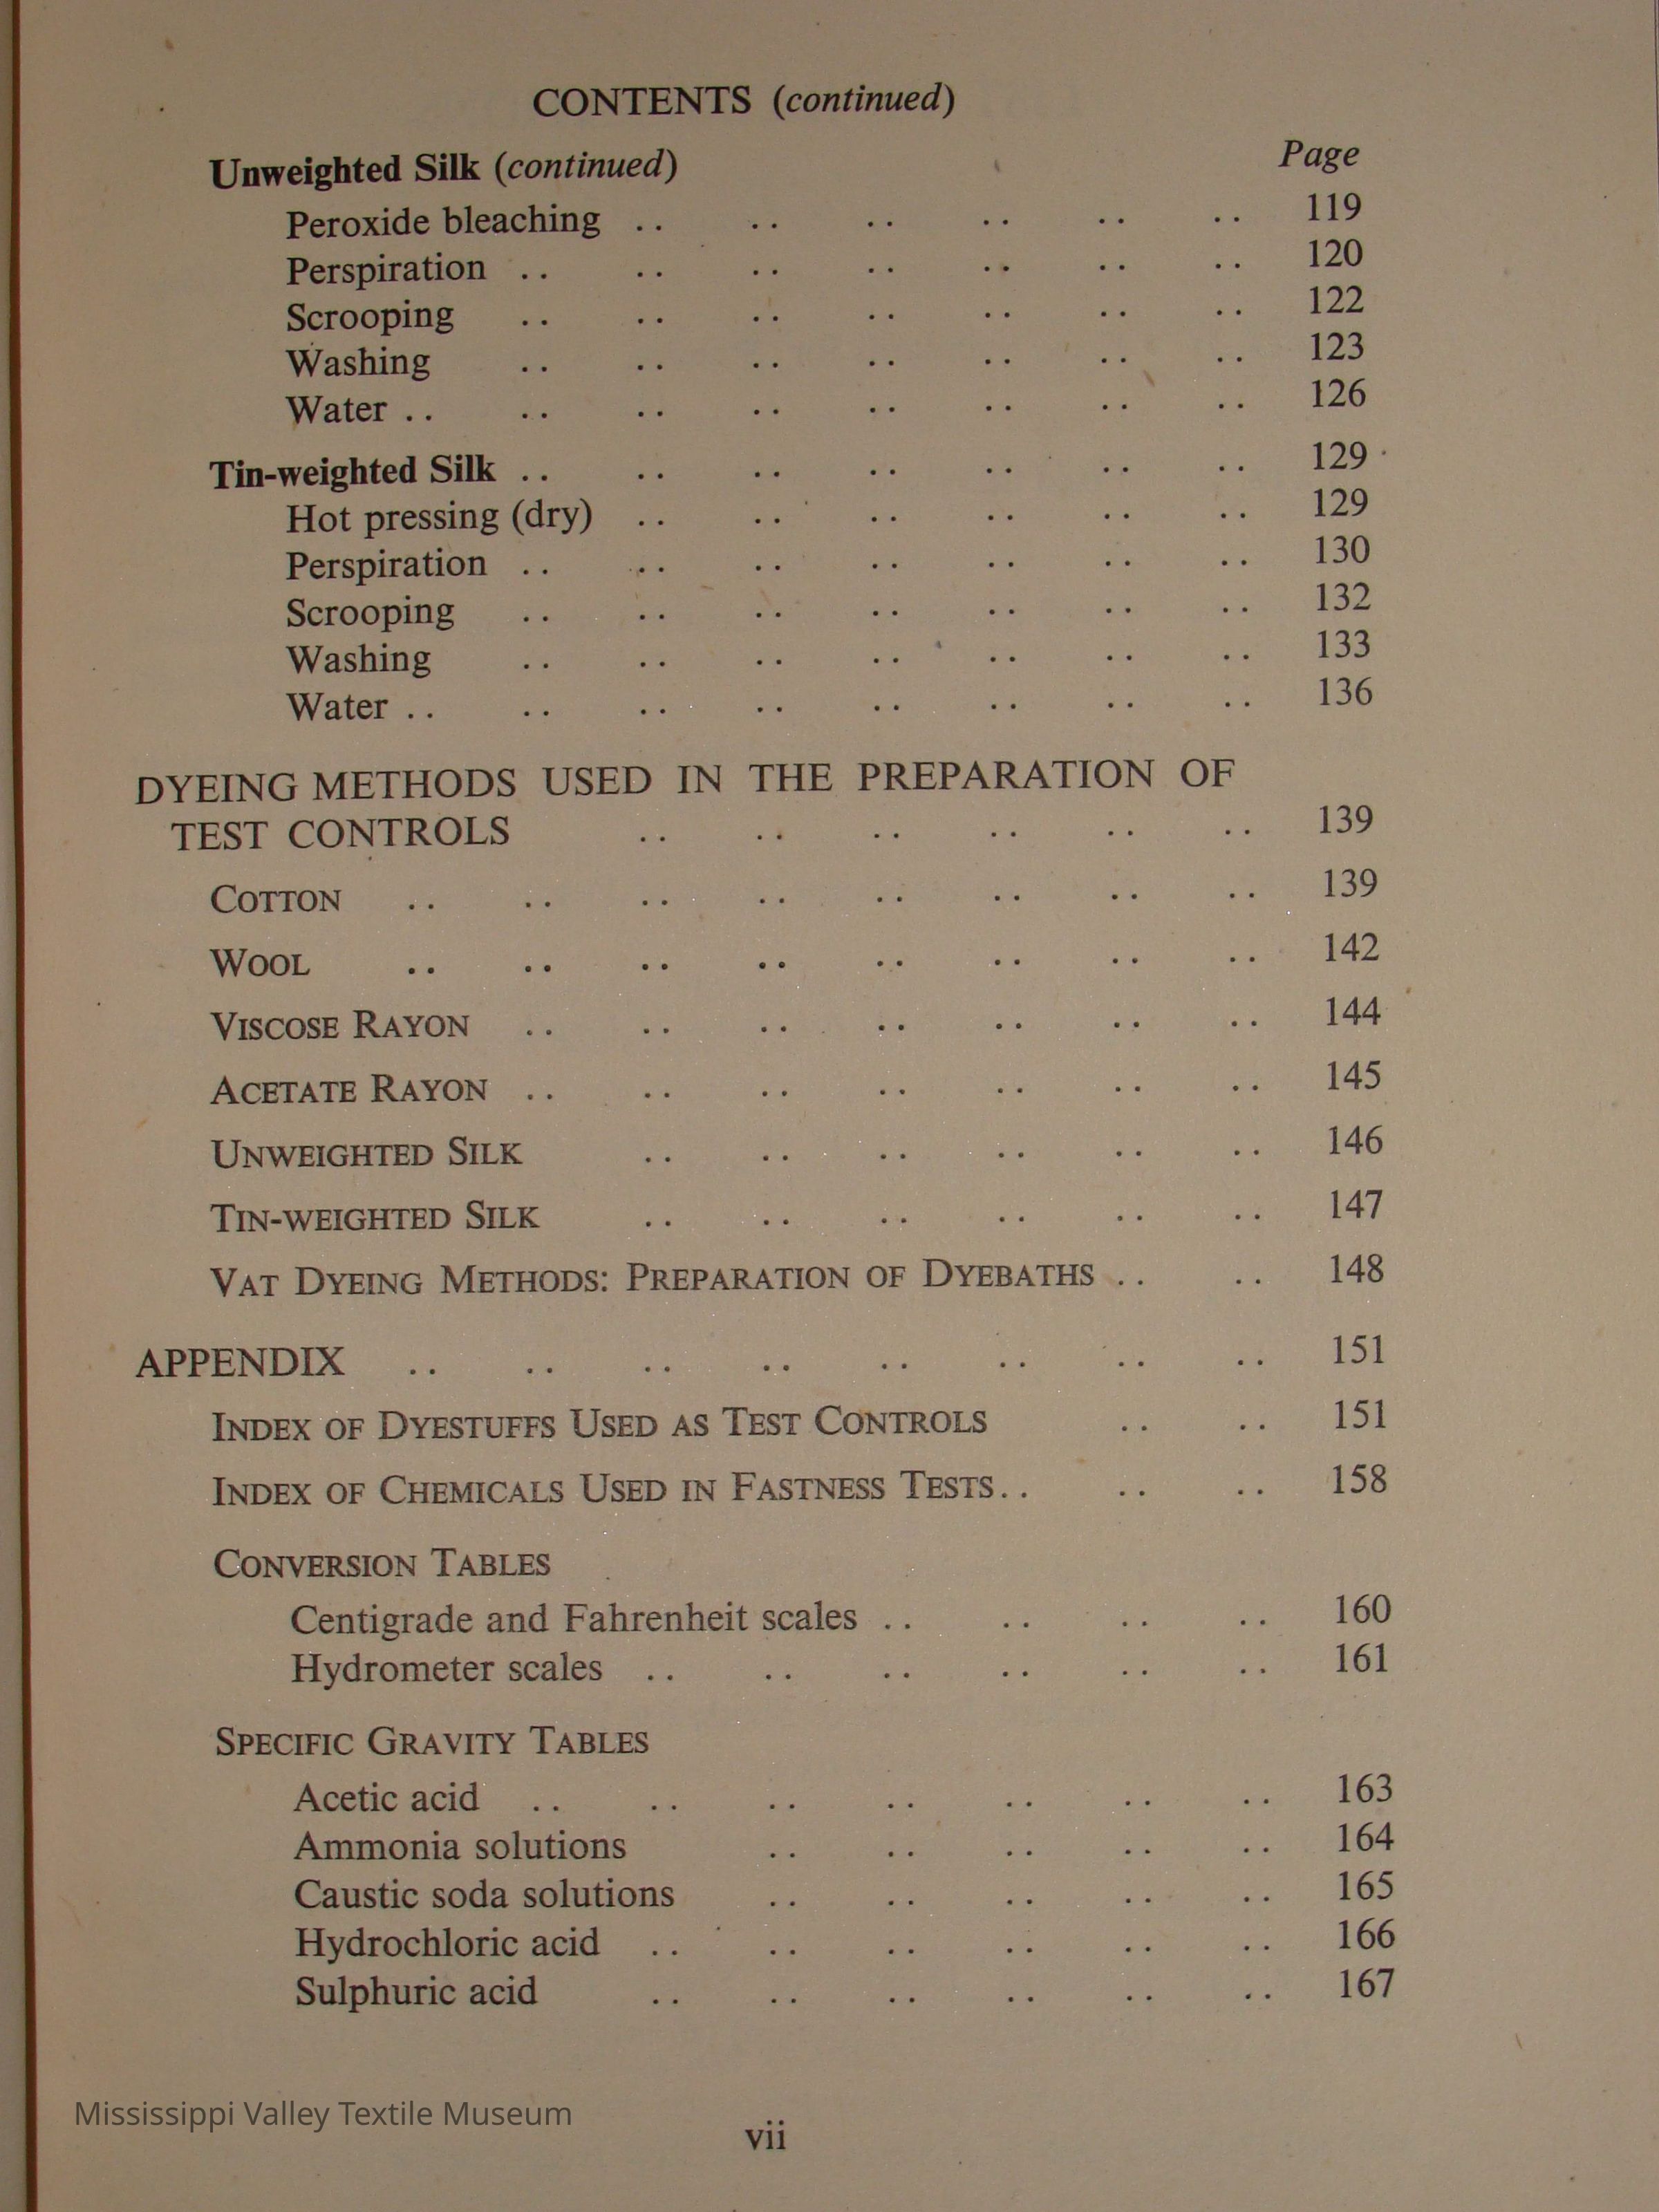 CONTENTS (continued)
Page
Unweighted Silk (continued)
Peroxide bleaching .. .. .. .. .. .. 119
Perspiration .. .. .. .. .. .. .. 120
Scrooping .. .. .. .. .. .. .. 122
Washing .. .. .. .. .. .. .. 123
Water .. .. .. .. .. .. .. .. 126
Tin-weighted Silk .. .. .. .. .. .. .. 129
Hot pressing (dry) .. .. .. .. .. .. 129
Perspiration .. .. .. .. .. .. .. 130
Scrooping .. .. .. .. .. .. .. 132
Washing .. .. .. .. .. .. .. 133
Water .. .. .. .. .. .. .. .. 136
DYEING METHODS USED IN THE PREPARATION OF
TEST CONTROLS .. .. .. .. .. .. 139
COTTON .. .. .. .. .. .. .. .. 139
WOOL .. .. .. .. .. .. .. .. 142
VISCOSE RAYON .. .. .. .. .. .. .. 144
ACETATE RAYON .. .. .. .. .. .. .. 145
UNWEIGHTED SILK .. .. .. .. .. .. 146
TIN-WEIGHTED SILK .. .. .. .. .. .. 147
VAT DYEING METHODS: PREPARATION OF DYEBATHS .. .. 148
APPENDIX .. .. .. .. .. .. .. .. 151
INDEX OF DYESTUFFS USED AS TEST CONTROLS .. .. 151
INDEX OF CHEMICALS USED IN FASTNESS TESTS .. .. .. 158
CONVERSION TABLES
Centigrade and Fahrenheit scales .. .. .. .. 160
Hydrometer scales .. .. .. .. .. .. 161
SPECIFIC GRAVITY TABLES
Acetic acid .. .. .. .. .. .. .. 163
Ammonia solutions .. .. .. .. .. 164
Caustic soda solutions .. .. .. .. .. 165
Hydrochloric acid .. .. .. .. .. .. 166
Sulphuric acid .. .. .. .. .. .. 167
Mississippi Valley Textile Museum
vii